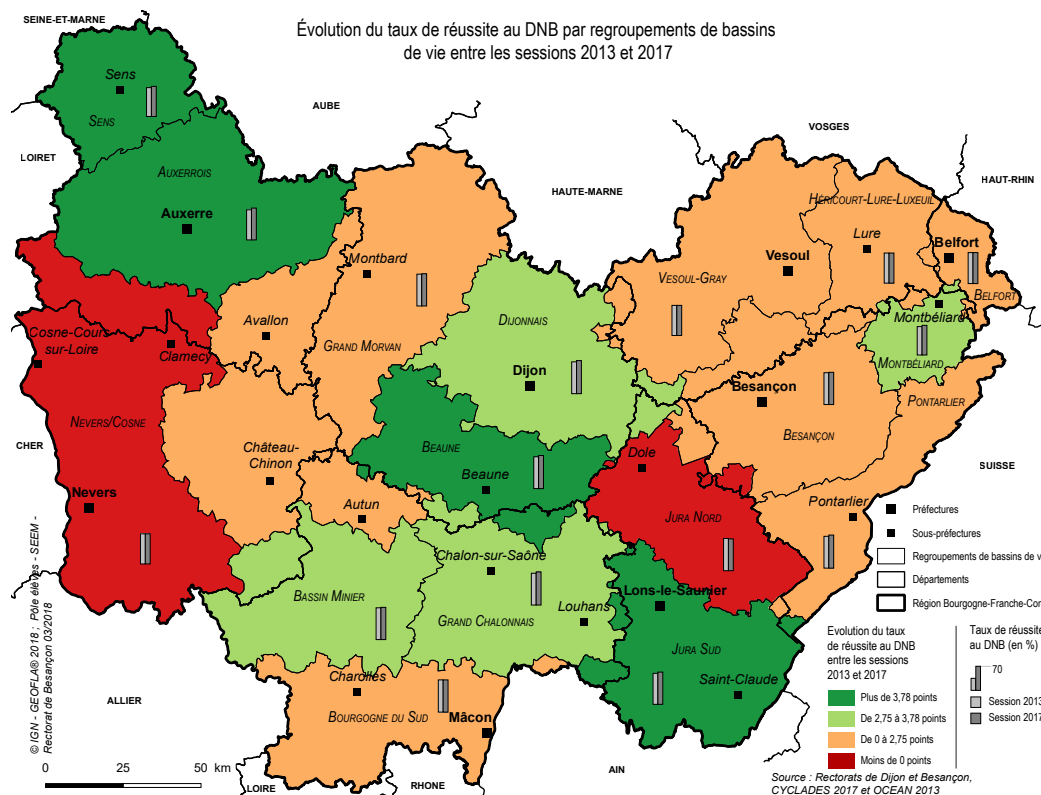 Évolution du taux de réussite au DNB par regroupements de bassins
de vie entre les sessions 2013 et 2017
SEINE-ET-MARNE
AUBE
LOIRET
VOSGES
HAUTE-MARNE
HAUT-RHIN
CHER
SUISSE
ALLIER
LOIRE
RHONE
AIN
Sens
SENS
AUXERROIS
Auxerre
Montbard
Avallon
GRAND MORVAN
Cosne-Cours
sur-Loire
Clamecy
NEVERS/COSNE
Nevers
Château-
Chinon
Autun
DIJONNAIS
Dijon
BEAUNE
Beaune
VESOUL-GRAY
Vesoul
HÉRICOURT-LURE-LUXEUIL
Lure
Belfort
BELFORT
Montbéliard
MONTBÉLIARD
Besançon
BESANÇON
PONTARLIER
Pontarlier
Dole
JURA NORD
Chalon-sur-Saône
GRAND CHALONNAIS
Louhans
BASSIN MINIER
Lons-le-Saunier
JURA SUD
Saint-Claude
Charolles
BOURGOGNE DU SUD
Mâcon
Préfectures
Sous-préfectures
Regroupements de bassins de v
Départements
Région Bourgogne-Franche-Com
Evolution du taux
de réussite au DNB
entre les sessions
2013 et 2017
Plus de 3,78 points
De 2,75 à 3,78 points
De 0 à 2,75 points
Moins de 0 points
Taux de réussite
au DNB (en %)
70
Session 2013
Session 2017
Source : Rectorats de Dijon et Besançon,
CYCLADES 2017 et OCEAN 2013
© IGN - GEOFLA® 2018 ; Pôle élèves - SEEM -
Rectorat de Besançon 03/2018
0 25 50 km